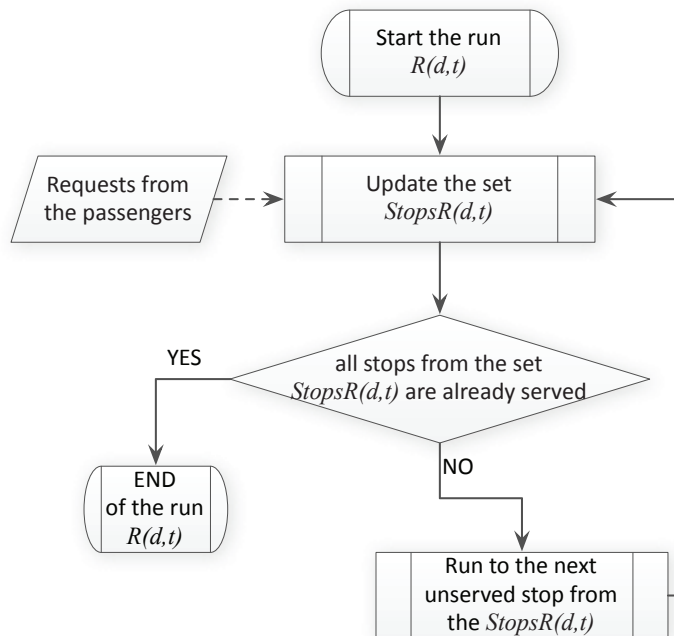 Start the run
R(d,t)
Requests from
the passengers
Update the set
StopsR(d,t)
YES
all stops from the set
StopsR(d,t) are already served
NO
END
of the run
R(d,t)
Run to the next
unserved stop from
the StopsR(d,t)